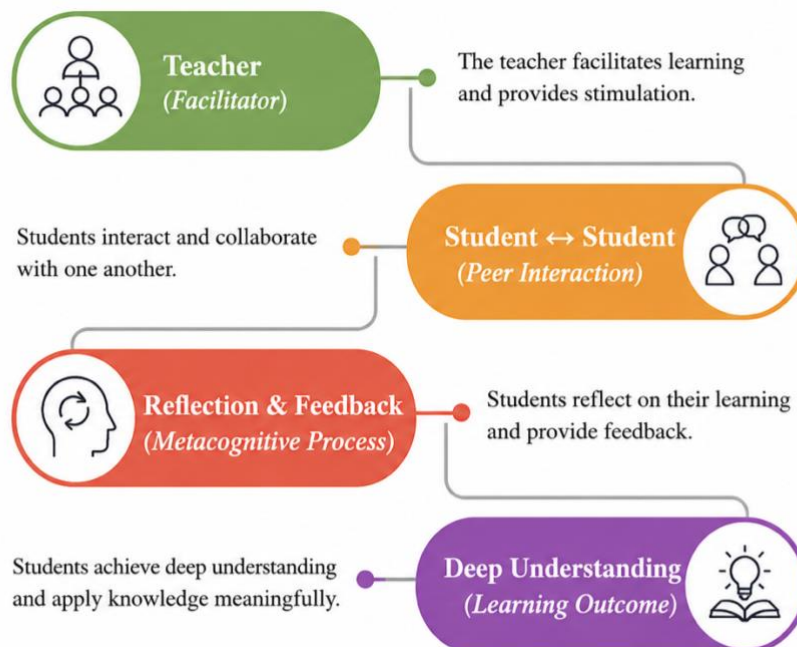 Teacher
(Facilitator)
The teacher facilitates learning
and provides stimulation.
Students interact and collaborate
with one another.
Student ↔ Student
(Peer Interaction)
Reflection & Feedback
(Metacognitive Process)
Students reflect on their learning
and provide feedback.
Students achieve deep understanding
and apply knowledge meaningfully.
Deep Understanding
(Learning Outcome)